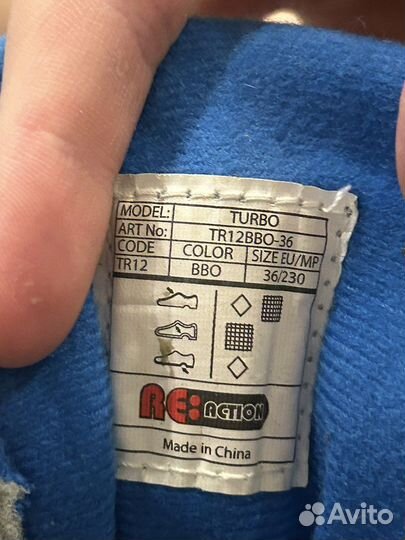 MODEL: TURBO
ART No: TR12BBO-36
CODE COLOR SIZE EU/MP
TR12 BBO 36/230
RE:ACTION
Made in China
Avito